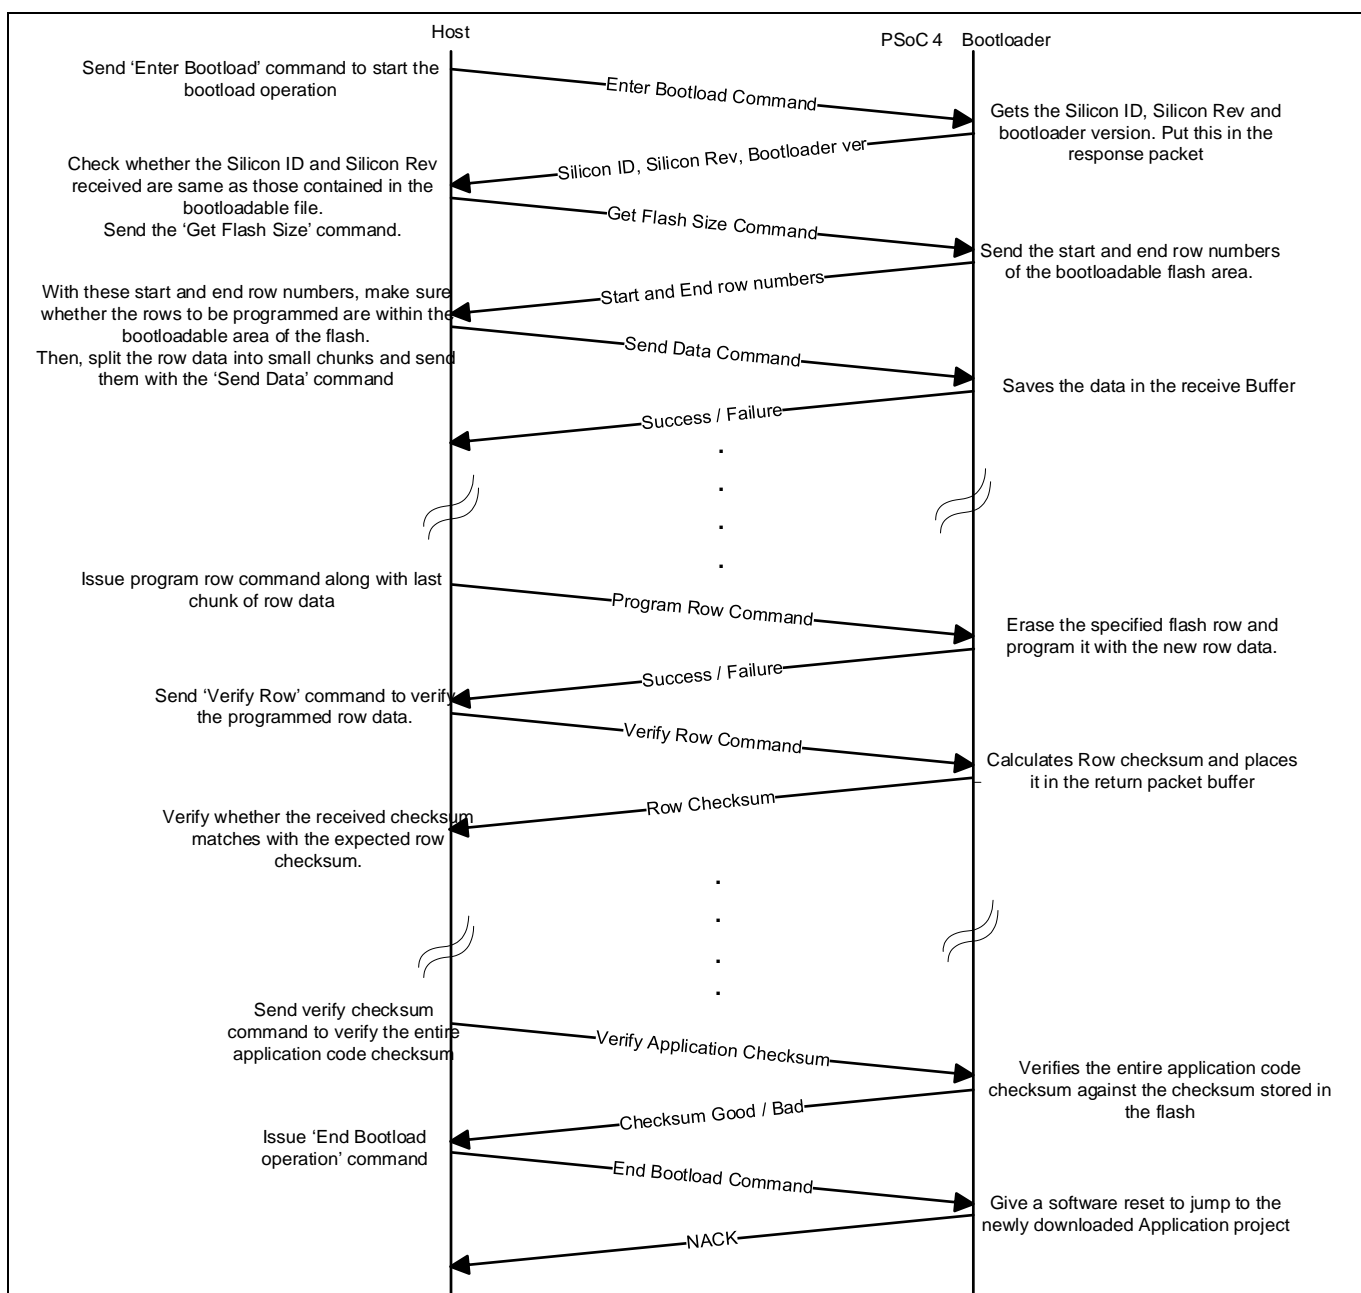 Host
PSoC 4 Bootloader
Send ‘Enter Bootload’ command to start the
bootload operation
Enter Bootload Command
Gets the Silicon ID, Silicon Rev and
bootloader version. Put this in the
response packet
Silicon ID, Silicon Rev, Bootloader ver
Check whether the Silicon ID and Silicon Rev
received are same as those contained in the
bootloadable file.
Send the ‘Get Flash Size’ command.
Get Flash Size Command
Send the start and end row numbers
of the bootloadable flash area.
Start and End row numbers
With these start and end row numbers, make sure
whether the rows to be programmed are within the
bootloadable area of the flash.
Then, split the row data into small chunks and send
them with the ‘Send Data’ command
Send Data Command
Saves the data in the receive Buffer
Success / Failure
Issue program row command along with last
chunk of row data
Program Row Command
Erase the specified flash row and
program it with the new row data.
Success / Failure
Send ‘Verify Row’ command to verify
the programmed row data.
Verify Row Command
Calculates Row checksum and places
it in the return packet buffer
Row Checksum
Verify whether the received checksum
matches with the expected row
checksum.
Send verify checksum
command to verify the entire
application code checksum
Verify Application Checksum
Verifies the entire application code
checksum against the checksum stored in
the flash
Checksum Good / Bad
Issue ‘End Bootload
operation’ command
End Bootload Command
Give a software reset to jump to the
newly downloaded Application project
NACK